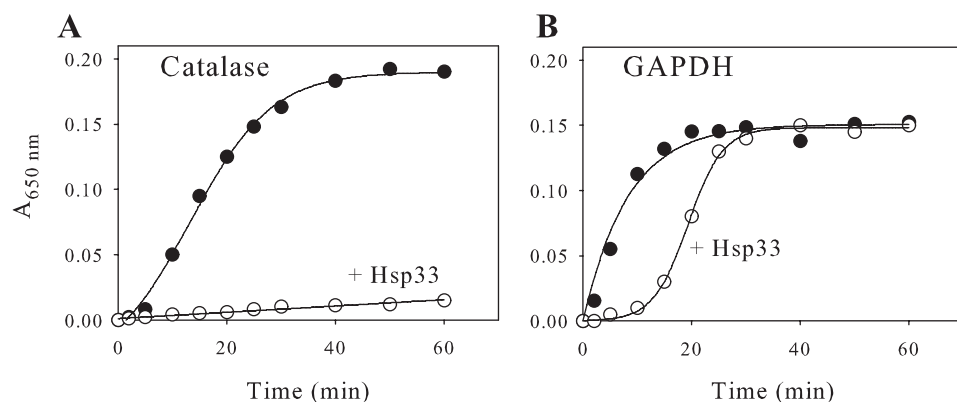 A
B
Catalase
GAPDH
0.20
0.15
0.10
0.05
0.00
A650 nm
+ Hsp33
0 20 40 60
Time (min)
0.20
0.15
0.10
0.05
0.00
+ Hsp33
0 20 40 60
Time (min)